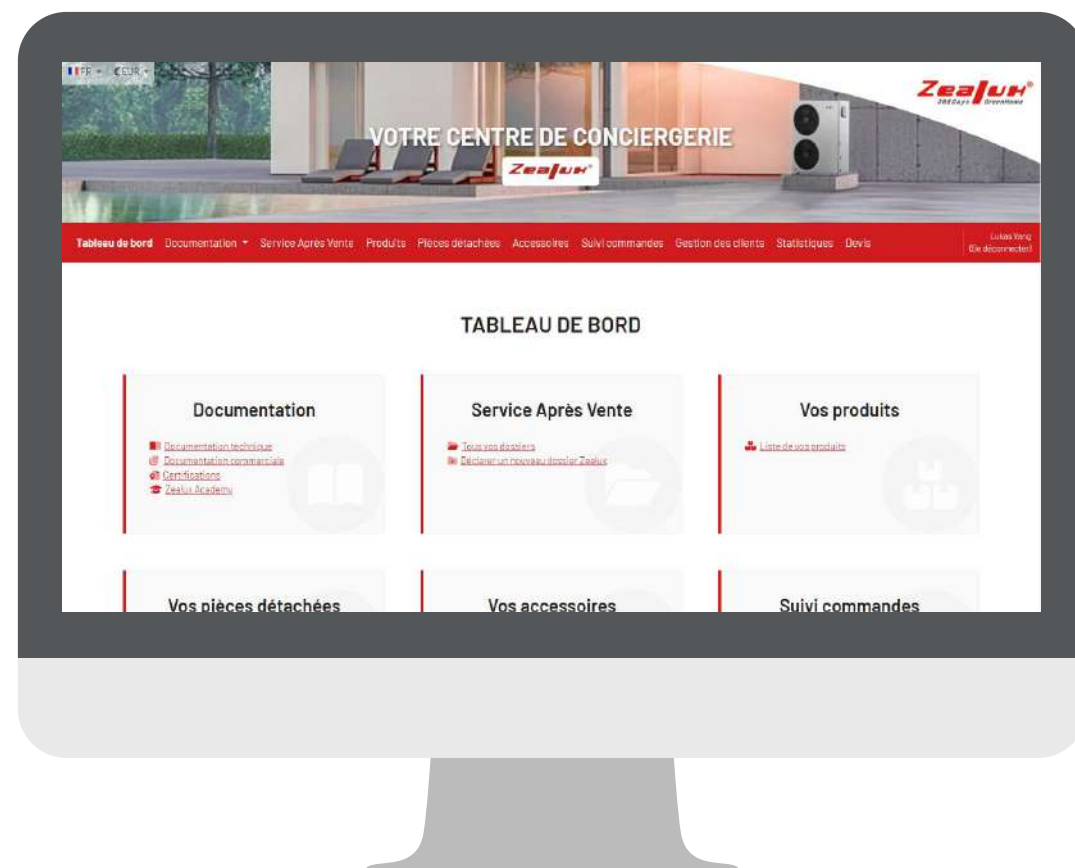 FR €EUR
Zealux®
365Days GreenHome
VOTRE CENTRE DE CONCIERGERIE
Zealux®
Tableau de bord Documentation Service Après Vente Produits Pièces détachées Accessoires Suivi commandes Gestion des clients Statistiques Devis
Lukas Yang
(Se déconnecter)
TABLEAU DE BORD
Documentation
Documentation technique
Documentation commerciale
Certifications
Zealux Academy
Service Après Vente
Tous vos dossiers
Déclarer un nouveau dossier Zealux
Vos produits
Liste de vos produits
Vos pièces détachées
Vos accessoires
Suivi commandes